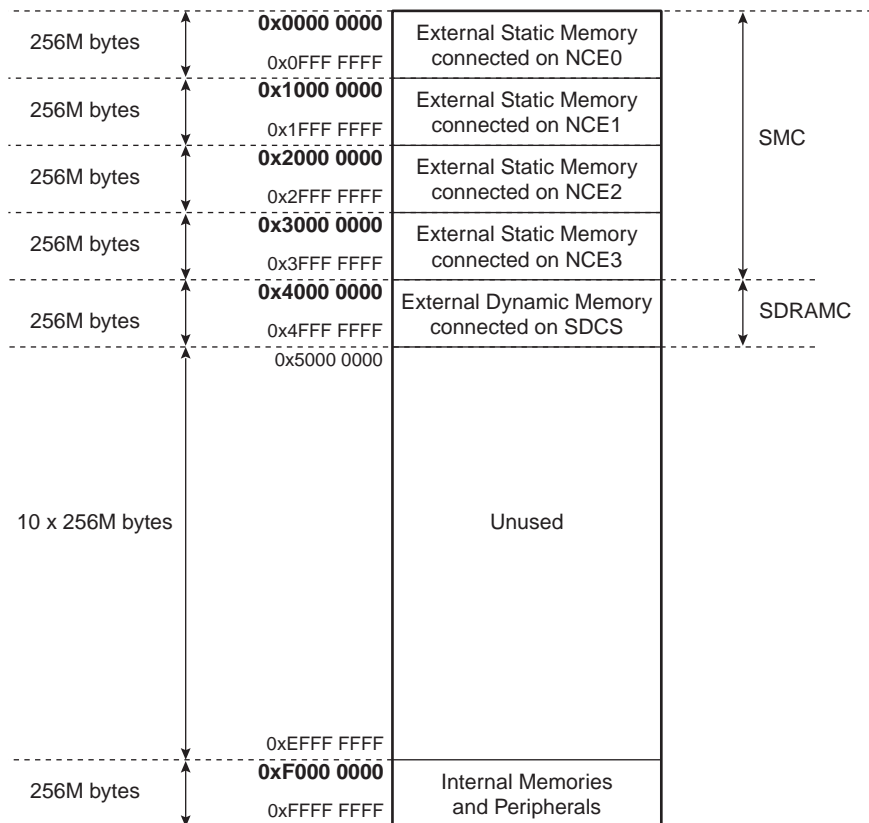 256M bytes
0x0000 0000
0x0FFF FFFF
External Static Memory
connected on NCE0
256M bytes
0x1000 0000
0x1FFF FFFF
External Static Memory
connected on NCE1
256M bytes
0x2000 0000
0x2FFF FFFF
External Static Memory
connected on NCE2
256M bytes
0x3000 0000
0x3FFF FFFF
External Static Memory
connected on NCE3
SMC
256M bytes
0x4000 0000
0x4FFF FFFF
External Dynamic Memory
connected on SDCS
SDRAMC
0x5000 0000
10 x 256M bytes
Unused
0xEFFF FFFF
256M bytes
0xF000 0000
0xFFFF FFFF
Internal Memories
and Peripherals